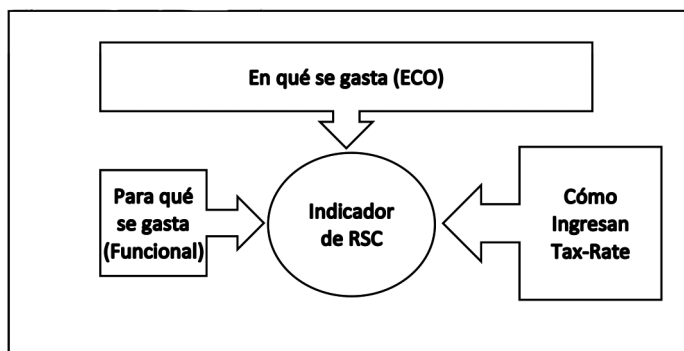 En qué se gasta (ECO)
Para qué
se gasta
(Funcional)
Indicador
de RSC
Cómo
Ingresan
Tax-Rate